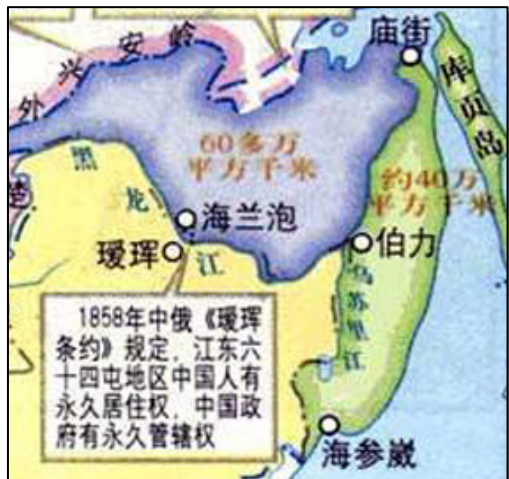 外兴安岭
庙街
库页岛
60多万
平方千米
约40万
平方千米
黑龙江
海兰泡
瑷珲
伯力
乌苏里江
1858年中俄《瑷珲
条约》规定，江东六
十四屯地区中国人有
永久居住权，中国政
府有永久管辖权
海参崴